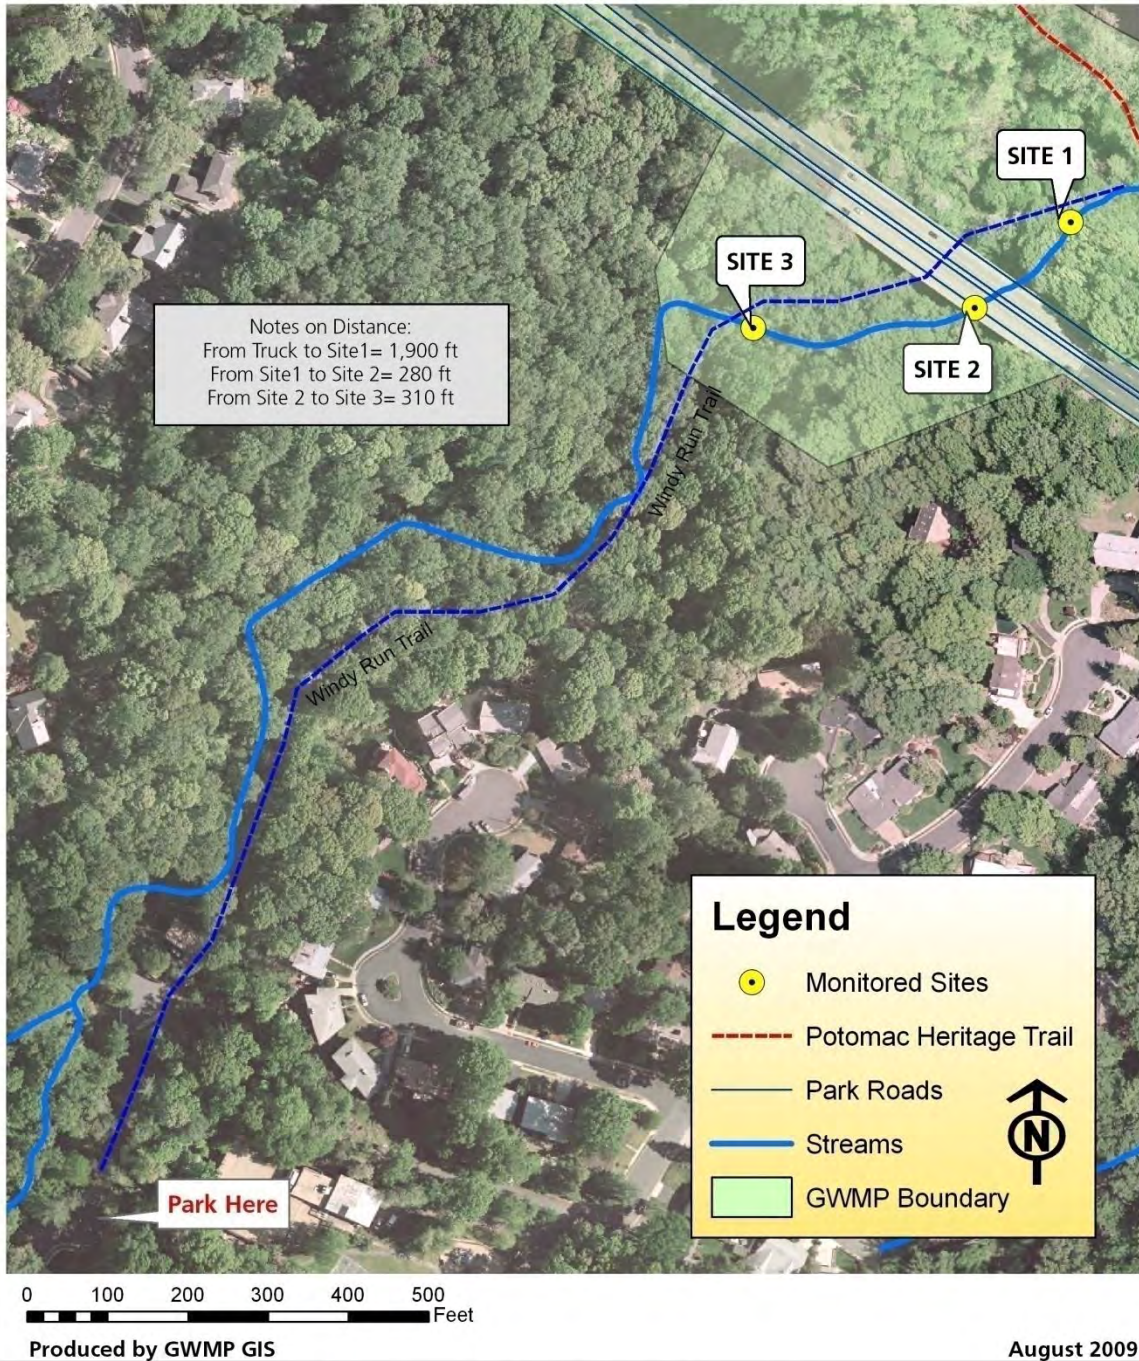 SITE 1
SITE 3
SITE 2
Notes on Distance:
From Truck to Site1= 1,900 ft
From Site1 to Site 2= 280 ft
From Site 2 to Site 3= 310 ft
Windy Run Trail
Windy Run Trail
Park Here
Legend
Monitored Sites
Potomac Heritage Trail
Park Roads
Streams
GWMP Boundary
N
0 100 200 300 400 500
Feet
Produced by GWMP GIS
August 2009